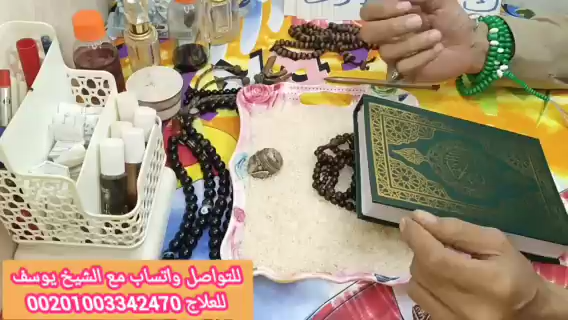 للتواصل واتساب مع الشيخ يوسف
للعلاج 00201003342470